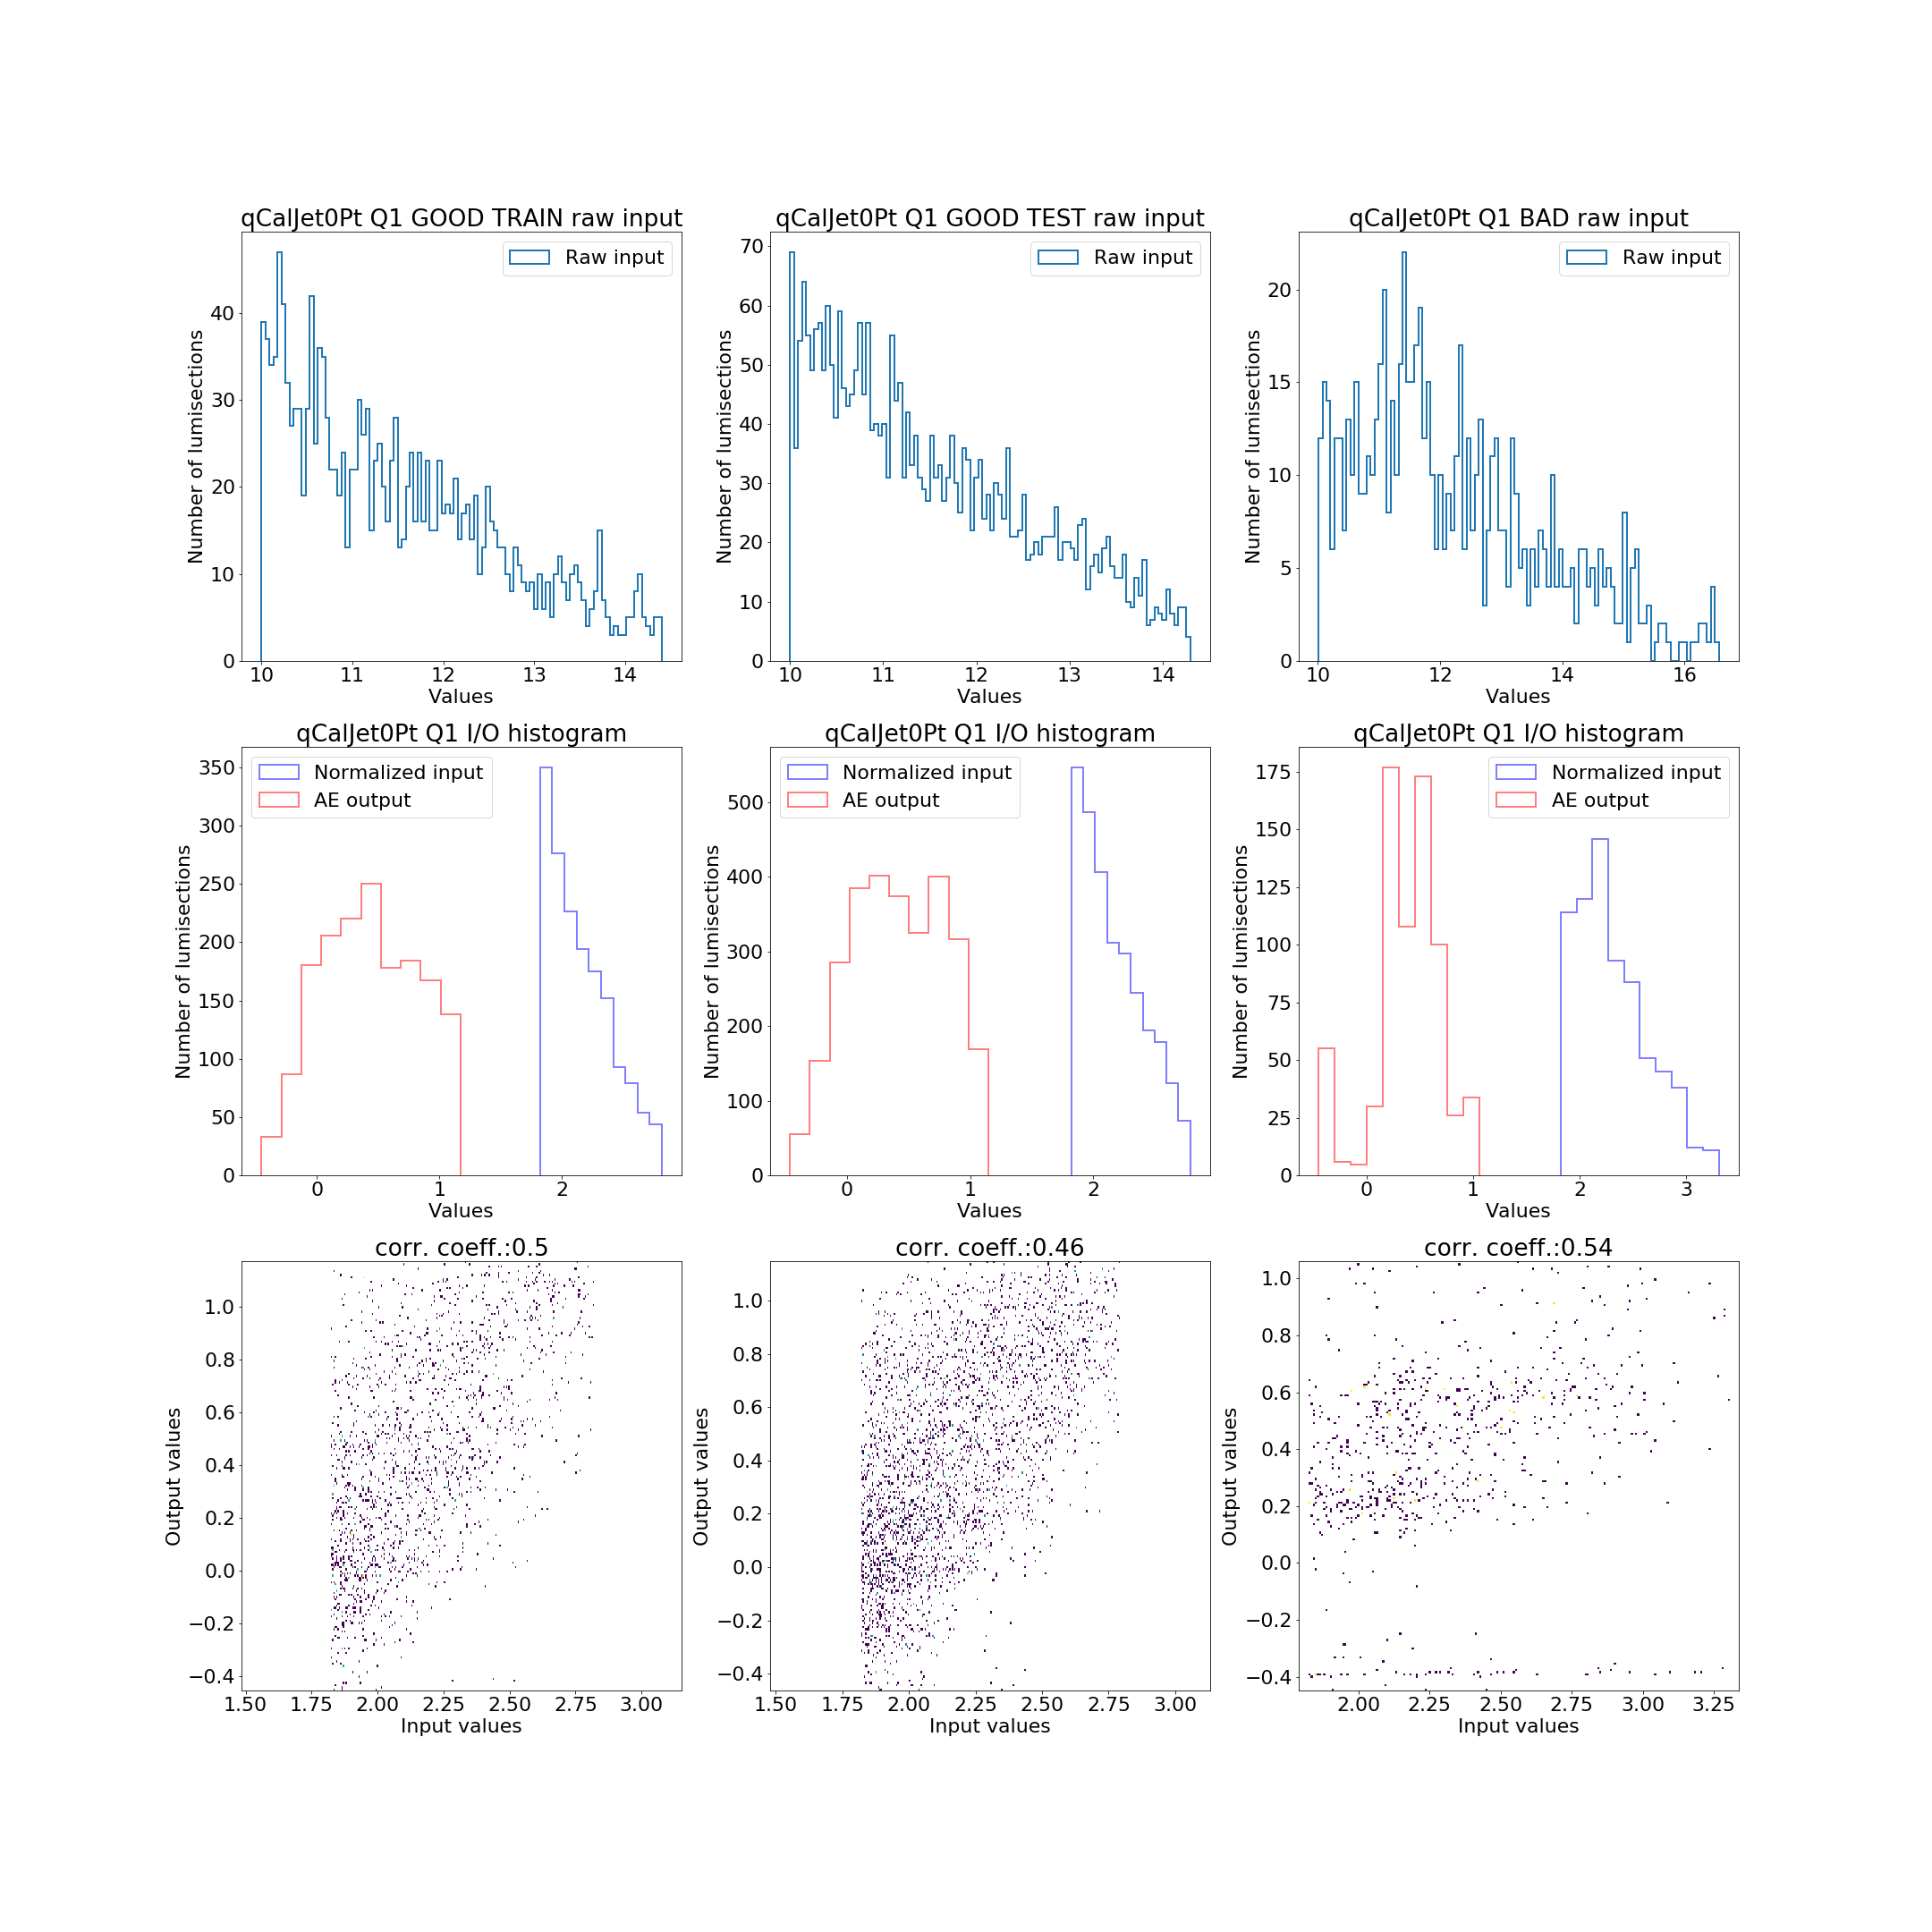 qCalJet0Pt Q1 GOOD TRAIN raw input
Raw input
40
30
20
10
0
Number of lumisections
10 11 12 13 14
Values
qCalJet0Pt Q1 GOOD TEST raw input
Raw input
70
60
50
40
30
20
10
0
Number of lumisections
10 11 12 13 14
Values
qCalJet0Pt Q1 BAD raw input
Raw input
20
15
10
5
0
Number of lumisections
10 12 14 16
Values
qCalJet0Pt Q1 I/O histogram
Normalized input
AE output
350
300
250
200
150
100
50
0
Number of lumisections
0 1 2
Values
qCalJet0Pt Q1 I/O histogram
Normalized input
AE output
500
400
300
200
100
0
Number of lumisections
0 1 2
Values
qCalJet0Pt Q1 I/O histogram
Normalized input
AE output
175
150
125
100
75
50
25
0
Number of lumisections
0 1 2 3
Values
corr. coeff.:0.5
1.0
0.8
0.6
0.4
0.2
0.0
−0.2
−0.4
Output values
1.50 1.75 2.00 2.25 2.50 2.75 3.00
Input values
corr. coeff.:0.46
1.0
0.8
0.6
0.4
0.2
0.0
−0.2
−0.4
Output values
1.50 1.75 2.00 2.25 2.50 2.75 3.00
Input values
corr. coeff.:0.54
1.0
0.8
0.6
0.4
0.2
0.0
−0.2
−0.4
Output values
2.00 2.25 2.50 2.75 3.00 3.25
Input values